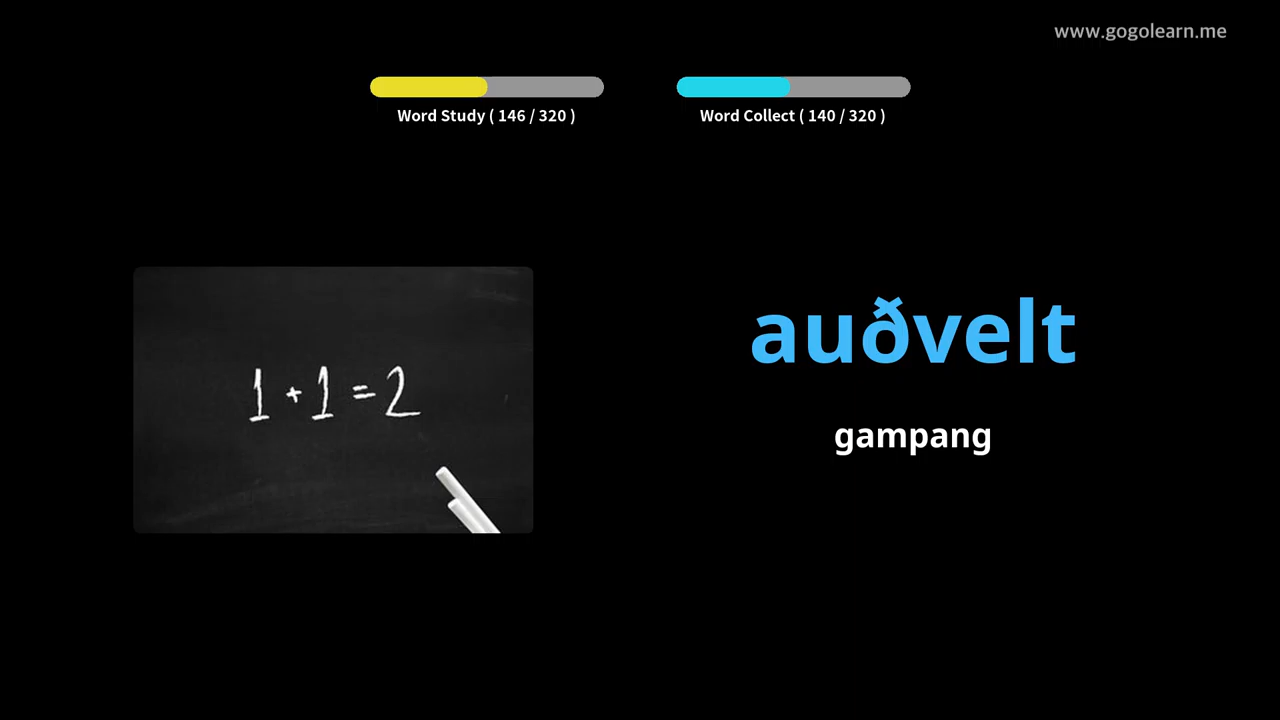 www.gogolearn.me
Word Study ( 146 / 320 )
Word Collect ( 140 / 320 )
1 + 1 = 2
auðvelt
gampang